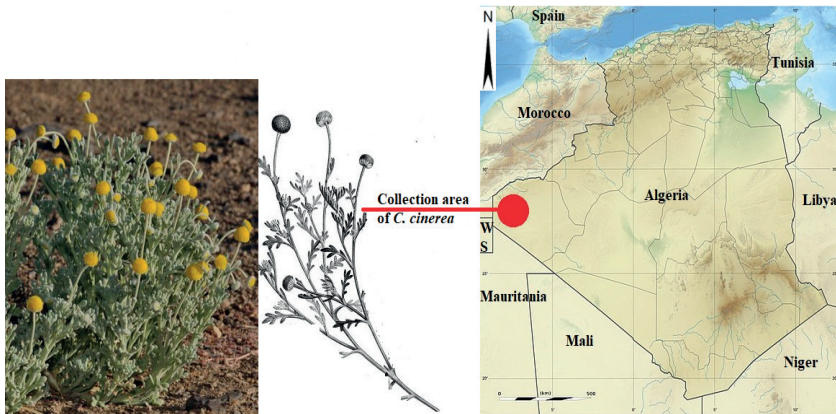 Spain
N
Tunisia
Morocco
Collection area
of C. cinerea
Algeria
Libya
W
S
Mauritania
Mali
Niger
0 (km) 500